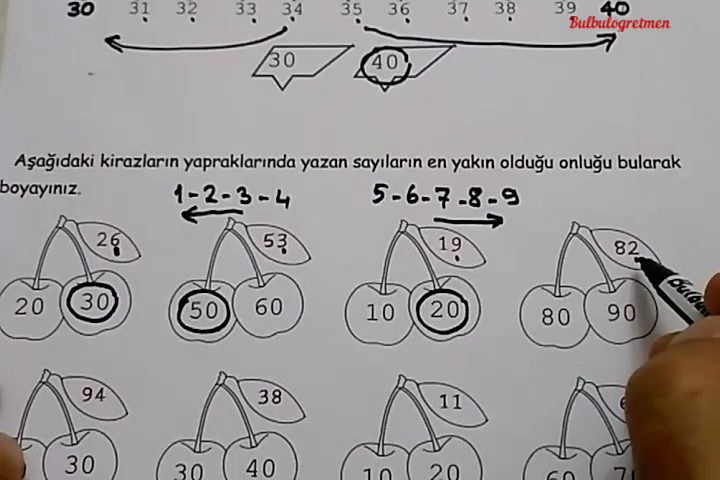 30 31 32 33 34 35 36 37 38 39 40
Bulbulogretmen
30 40
Aşağıdaki kirazların yapraklarında yazan sayıların en yakın olduğu onluğu bularak
boyayınız.
1-2-3-4 5-6-7-8-9
26 53 19 82
20 30 50 60 10 20 80 90
94 38 11
30 30 40 10 20 60